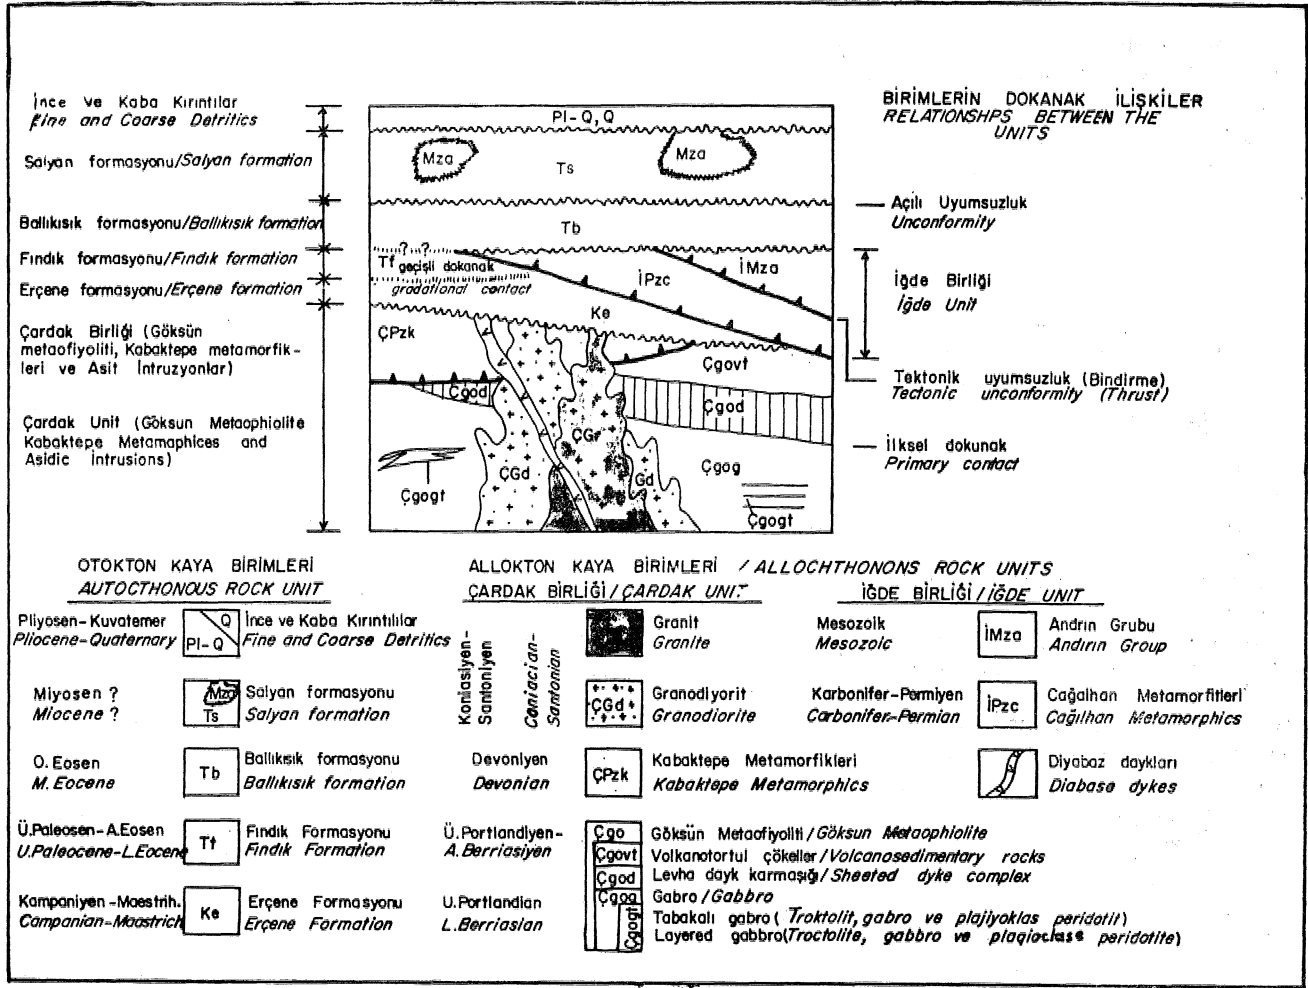 İnce ve Kaba Kırıntılar
Fine and Coarse Detritics
Salyan formasyonu/Salyan formation
Ballıkısık formasyonu/Ballıkısık formation
Fındık formasyonu/Fındık formation
Erçene formasyonu/Erçene formation
Çardak Birliği (Göksün
metaofiyoliti, Kabaktepe metamorfik-
leri ve Asit İntruzyonlar)
Çardak Unit (Göksun Metaophiolite
Kabaktepe Metamaphices and
Asidic intrusions)
Pl-Q, Q
Mza
Mza
Ts
Tb
? ?
Tf geçişli dokanak
gradational contact
İPzc
İMza
Ke
ÇPzk
Çgovt
Çgod
Çgod
ÇGr
ÇGd
Gd
Çgog
Çgogt
Çgogt
BİRİMLERİN DOKANAK İLİŞKİLER
RELATIONSHPS BETWEEN THE
UNITS
Açılı Uyumsuzluk
Unconformity
İğde Birliği
İğde Unit
Tektonik uyumsuzluk (Bindirme)
Tectonic unconformity (Thrust)
İlksel dokunak
Primary contact
OTOKTON KAYA BİRİMLERİ
AUTOCTHONOUS ROCK UNIT
Pliyosen-Kuvaterner
Pliocene-Quaternary
Q
Pl-Q
İnce ve Kaba Kırıntılılar
Fine and Coarse Detritics
Miyosen ?
Miocene ?
Mza
Ts
Salyan formasyonu
Salyan formation
O. Eosen
M. Eocene
Tb
Ballıkısık formasyonu
Ballıkısık formation
Ü.Paleosen-A.Eosen
U.Paleocene-L.Eocene
Tf
Fındık Formasyonu
Fındık Formation
Kampaniyen-Maestrih.
Campanian-Maastrich
Ke
Erçene Formasyonu
Erçene Formation
ALLOKTON KAYA BİRİMLERİ / ALLOCHTHONONS ROCK UNITS
ÇARDAK BİRLİĞİ/ÇARDAK UNIT
İĞDE BİRLİĞİ/İĞDE UNIT
Koniasiyen-
Santoniyen
Coniacian-
Santonian
Granit
Granite
ÇGd
Granodiyorit
Granodiorite
Devoniyen
Devonian
ÇPzk
Kabaktepe Metamorfikleri
Kabaktepe Metamorphics
Ü.Portlandiyen-
A.Berriasiyen
U.Portlandian
L.Berriasian
Çgo
Göksün Metaofiyoliti/Göksun Metaophiolite
Çgovt
Volkanotortul çökeller/Volcanosedimentary rocks
Çgod
Levha dayk karmaşığı/Sheeted dyke complex
Çgog
Gabro/Gabbro
Çgogt
Tabakalı gabro (Troktolit, gabro ve plajiyoklas peridotit)
Layered gabbro(Troctolite, gabbro ve plagioclase peridotite)
Mesozoik
Mesozoic
İMza
Andrın Grubu
Andırın Group
Karbonifer-Permiyen
Carbonifer-Permian
İPzc
Cağalhan Metamorfitleri
Cağılhan Metamorphics
Diyabaz daykları
Diabase dykes